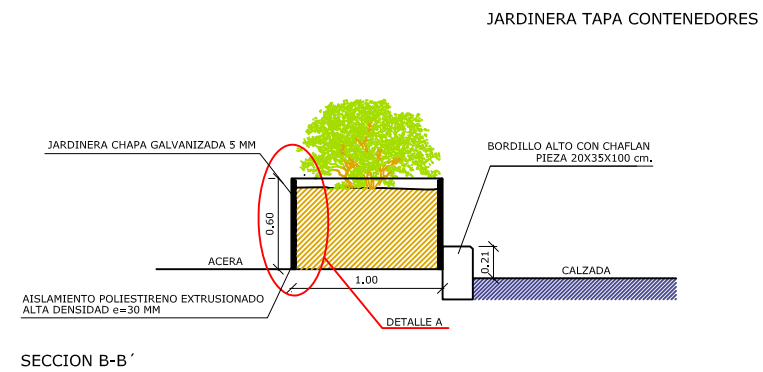 JARDINERA TAPA CONTENEDORES
JARDINERA CHAPA GALVANIZADA 5 MM
BORDILLO ALTO CON CHAFLAN
PIEZA 20X35X100 cm.
0.60
0.21
ACERA
CALZADA
1.00
AISLAMIENTO POLIESTIRENO EXTRUSIONADO
ALTA DENSIDAD e=30 MM
DETALLE A
SECCION B-B´